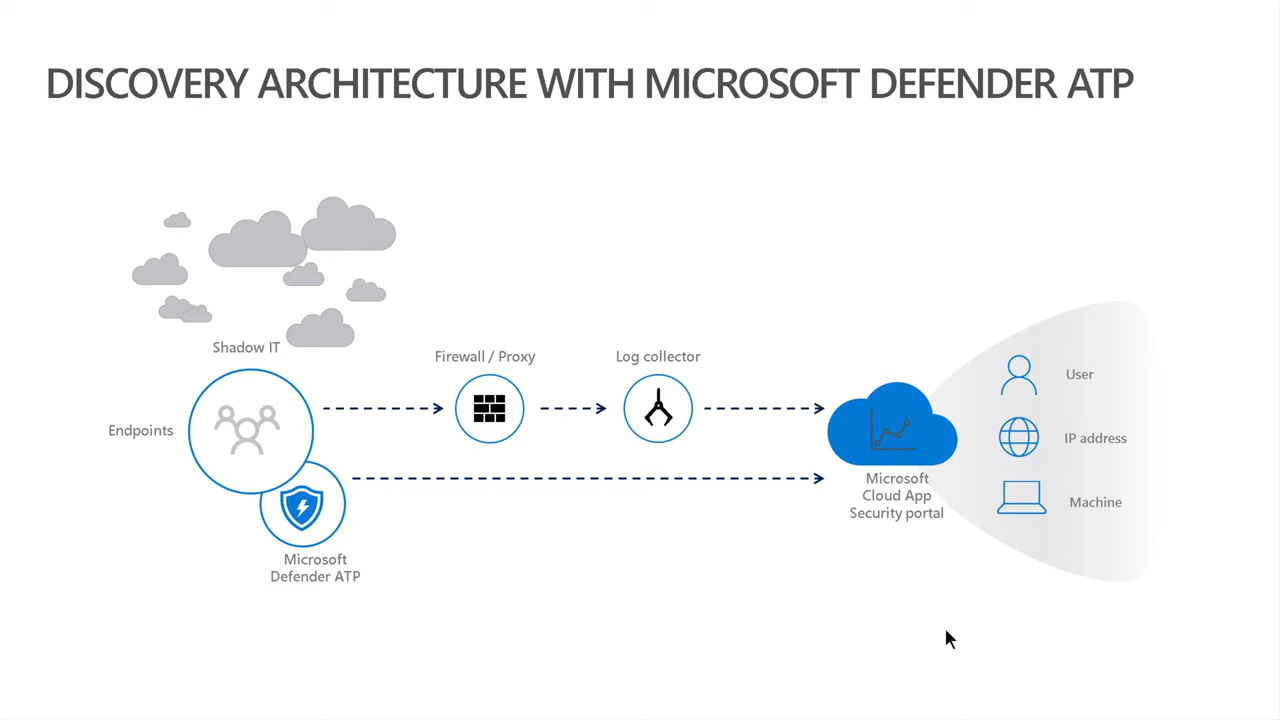 DISCOVERY ARCHITECTURE WITH MICROSOFT DEFENDER ATP
Shadow IT
Endpoints
Microsoft
Defender ATP
Firewall / Proxy
Log collector
Microsoft
Cloud App
Security portal
User
IP address
Machine